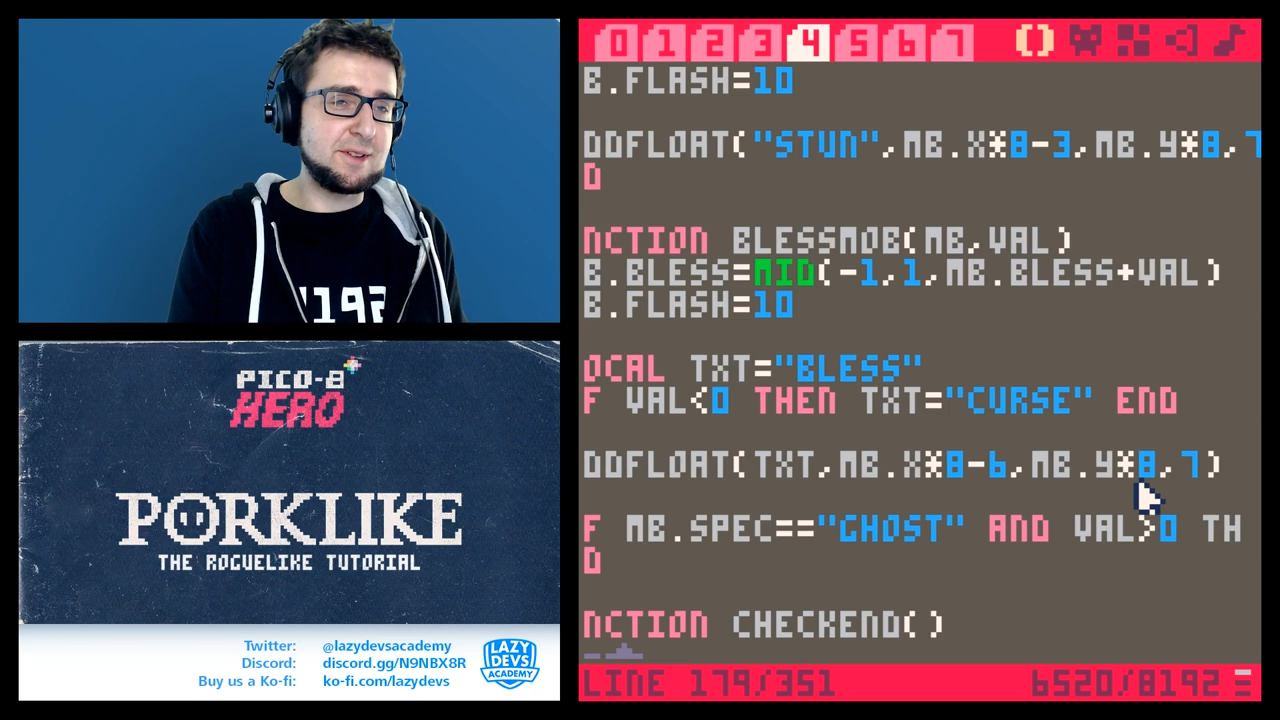 PICO-8
HERO
PORKLIKE
THE ROGUELIKE TUTORIAL
Twitter: @lazydevsacademy
Discord: discord.gg/N9NBX8R
Buy us a Ko-fi: ko-fi.com/lazydevs
LAZY
DEVS
ACADEMY
0 1 2 3 4 5 6 7
B.FLASH=10
DDFLOAT("STUN",MB.X*8-3,MB.Y*8,7
D
NCTION BLESSMOB(MB,VAL)
B.BLESS=MID(-1,1,MB.BLESS+VAL)
B.FLASH=10
OCAL TXT="BLESS"
F VAL<0 THEN TXT="CURSE" END
DDFLOAT(TXT,MB.X*8-6,MB.Y*8,7)
F MB.SPEC=="GHOST" AND VAL>0 TH
D
NCTION CHECKEND()
LINE 179/351 6520/8192